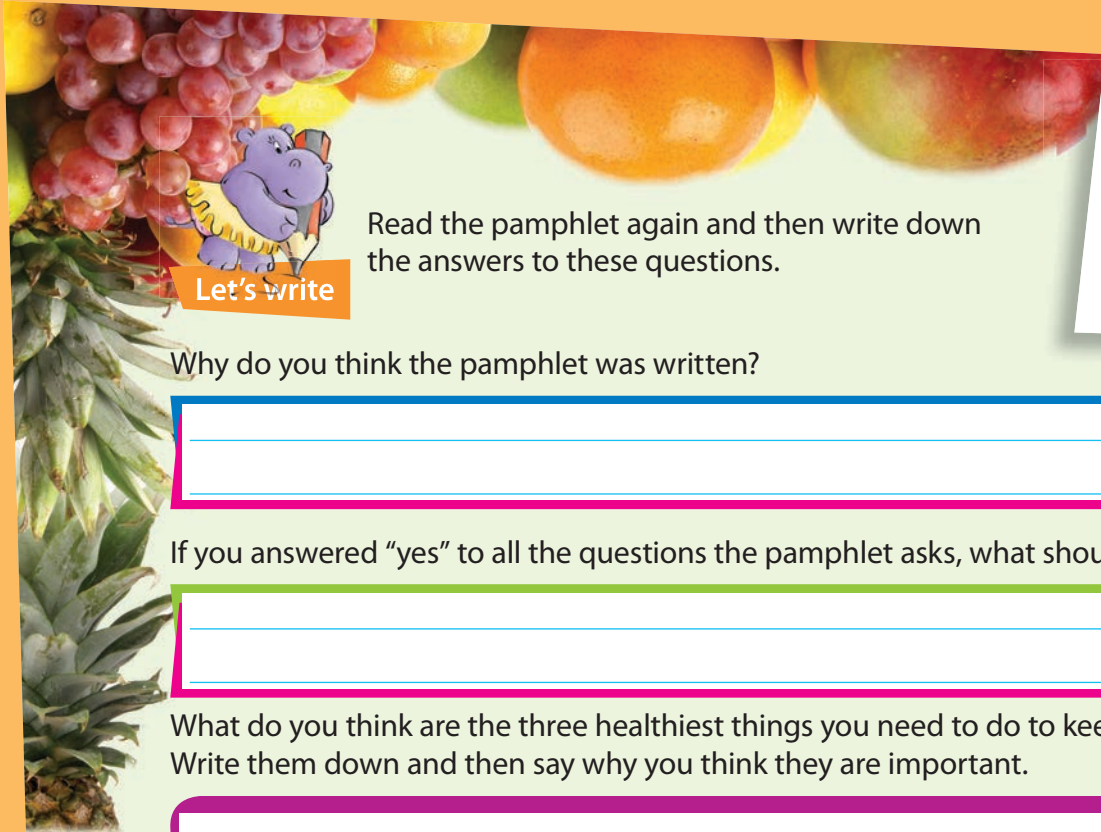 Read the pamphlet again and then write down
the answers to these questions.
Let's write
Why do you think the pamphlet was written?
If you answered “yes” to all the questions the pamphlet asks, what
What do you think are the three healthiest things you need to do to
Write them down and then say why you think they are important.